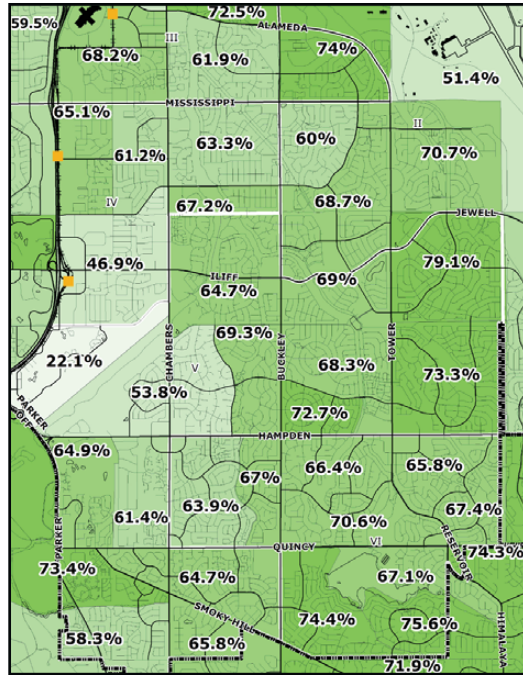 72.5%
59.5%
ALAMEDA
III
74%
68.2%
61.9%
51.4%
65.1%
MISSISSIPPI
II
63.3%
60%
61.2%
70.7%
IV
67.2%
68.7%
JEWELL
46.9%
79.1%
ILIFF
69%
64.7%
CHAMBERS
69.3%
BUCKLEY
TOWER
22.1%
V
68.3%
73.3%
53.8%
PARKER
72.7%
HAMPDEN
64.9%
67%
66.4%
65.8%
61.4%
63.9%
67.4%
70.6%
PARKER
QUINCY
VI
RESERVOIR
74.3%
73.4%
64.7%
67.1%
SMOKY HILL
74.4%
75.6%
HIMALAYA
58.3%
65.8%
71.9%